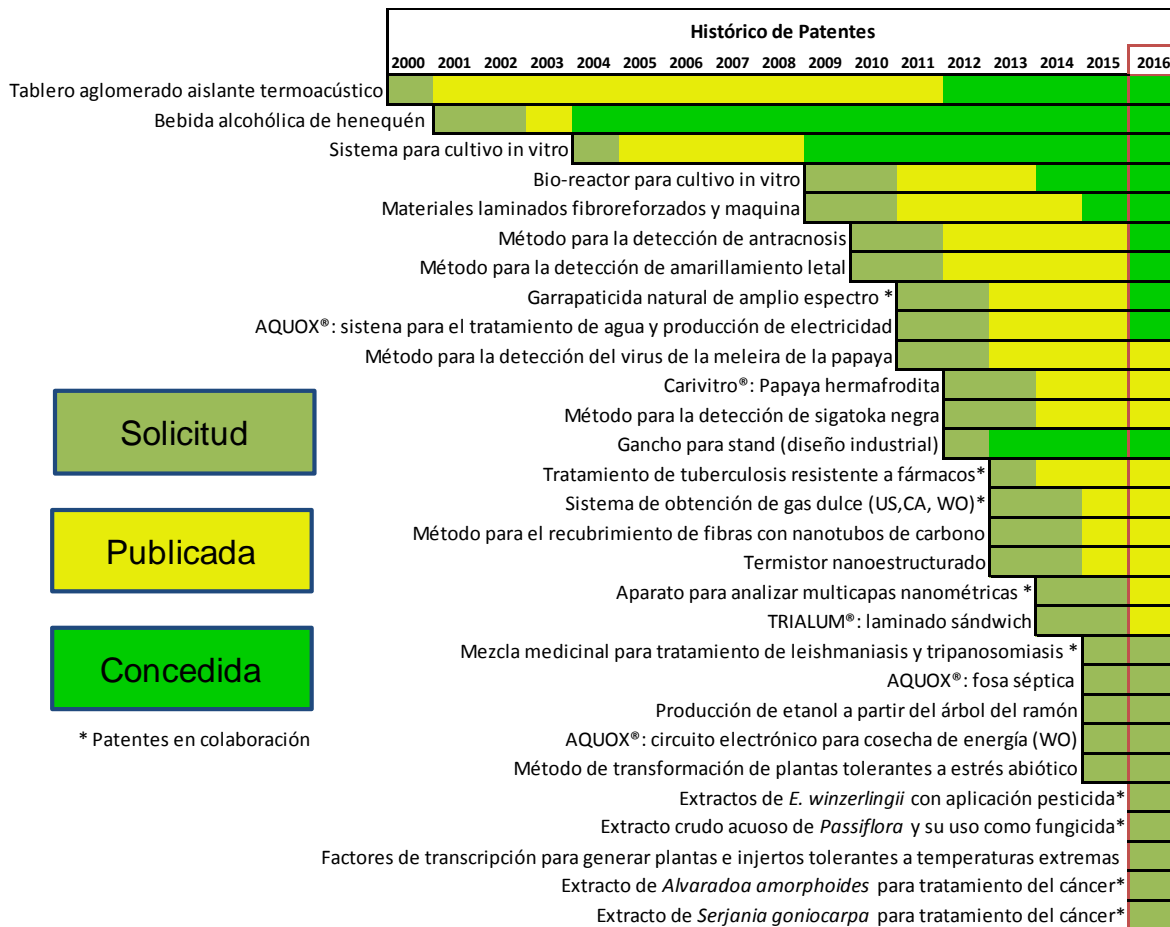 Histórico de Patentes
2000 2001 2002 2003 2004 2005 2006 2007 2008 2009 2010 2011 2012 2013 2014 2015 2016
Tablero aglomerado aislante termoacústico
Bebida alcohólica de henequén
Sistema para cultivo in vitro
Bio-reactor para cultivo in vitro
Materiales laminados fibroreforzados y maquina
Método para la detección de antracnosis
Método para la detección de amarillamiento letal
Garrapaticida natural de amplio espectro *
AQUOX®: sistena para el tratamiento de agua y producción de electricidad
Método para la detección del virus de la meleira de la papaya
Carivitro®: Papaya hermafrodita
Método para la detección de sigatoka negra
Gancho para stand (diseño industrial)
Tratamiento de tuberculosis resistente a fármacos*
Sistema de obtención de gas dulce (US,CA, WO)*
Método para el recubrimiento de fibras con nanotubos de carbono
Termistor nanoestructurado
Aparato para analizar multicapas nanométricas *
TRIALUM®: laminado sándwich
Mezcla medicinal para tratamiento de leishmaniasis y tripanosomiasis *
AQUOX®: fosa séptica
Producción de etanol a partir del árbol del ramón
AQUOX®: circuito electrónico para cosecha de energía (WO)
Método de transformación de plantas tolerantes a estrés abiótico
Extractos de E. winzerlingii con aplicación pesticida*
Extracto crudo acuoso de Passiflora y su uso como fungicida*
Factores de transcripción para generar plantas e injertos tolerantes a temperaturas extremas
Extracto de Alvaradoa amorphoides para tratamiento del cáncer*
Extracto de Serjania goniocarpa para tratamiento del cáncer*
Solicitud
Publicada
Concedida
* Patentes en colaboración